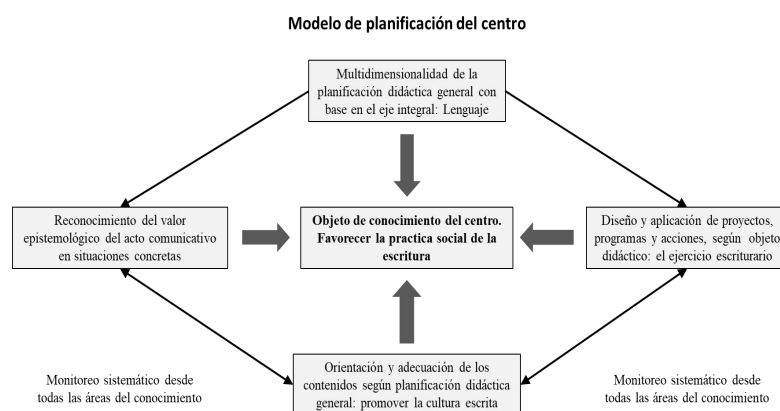 Modelo de planificación del centro
Multidimensionalidad de la
planificación didáctica general con
base en el eje integral: Lenguaje
Reconocimiento del valor
epistemológico del acto comunicativo
en situaciones concretas
Objeto de conocimiento del centro.
Favorecer la practica social de la
escritura
Diseño y aplicación de proyectos,
programas y acciones, según objeto
didáctico: el ejercicio escriturario
Monitoreo sistemático desde
todas las áreas del conocimiento
Orientación y adecuación de los
contenidos según planificación didáctica
general: promover la cultura escrita
Monitoreo sistemático desde
todas las áreas del conocimiento